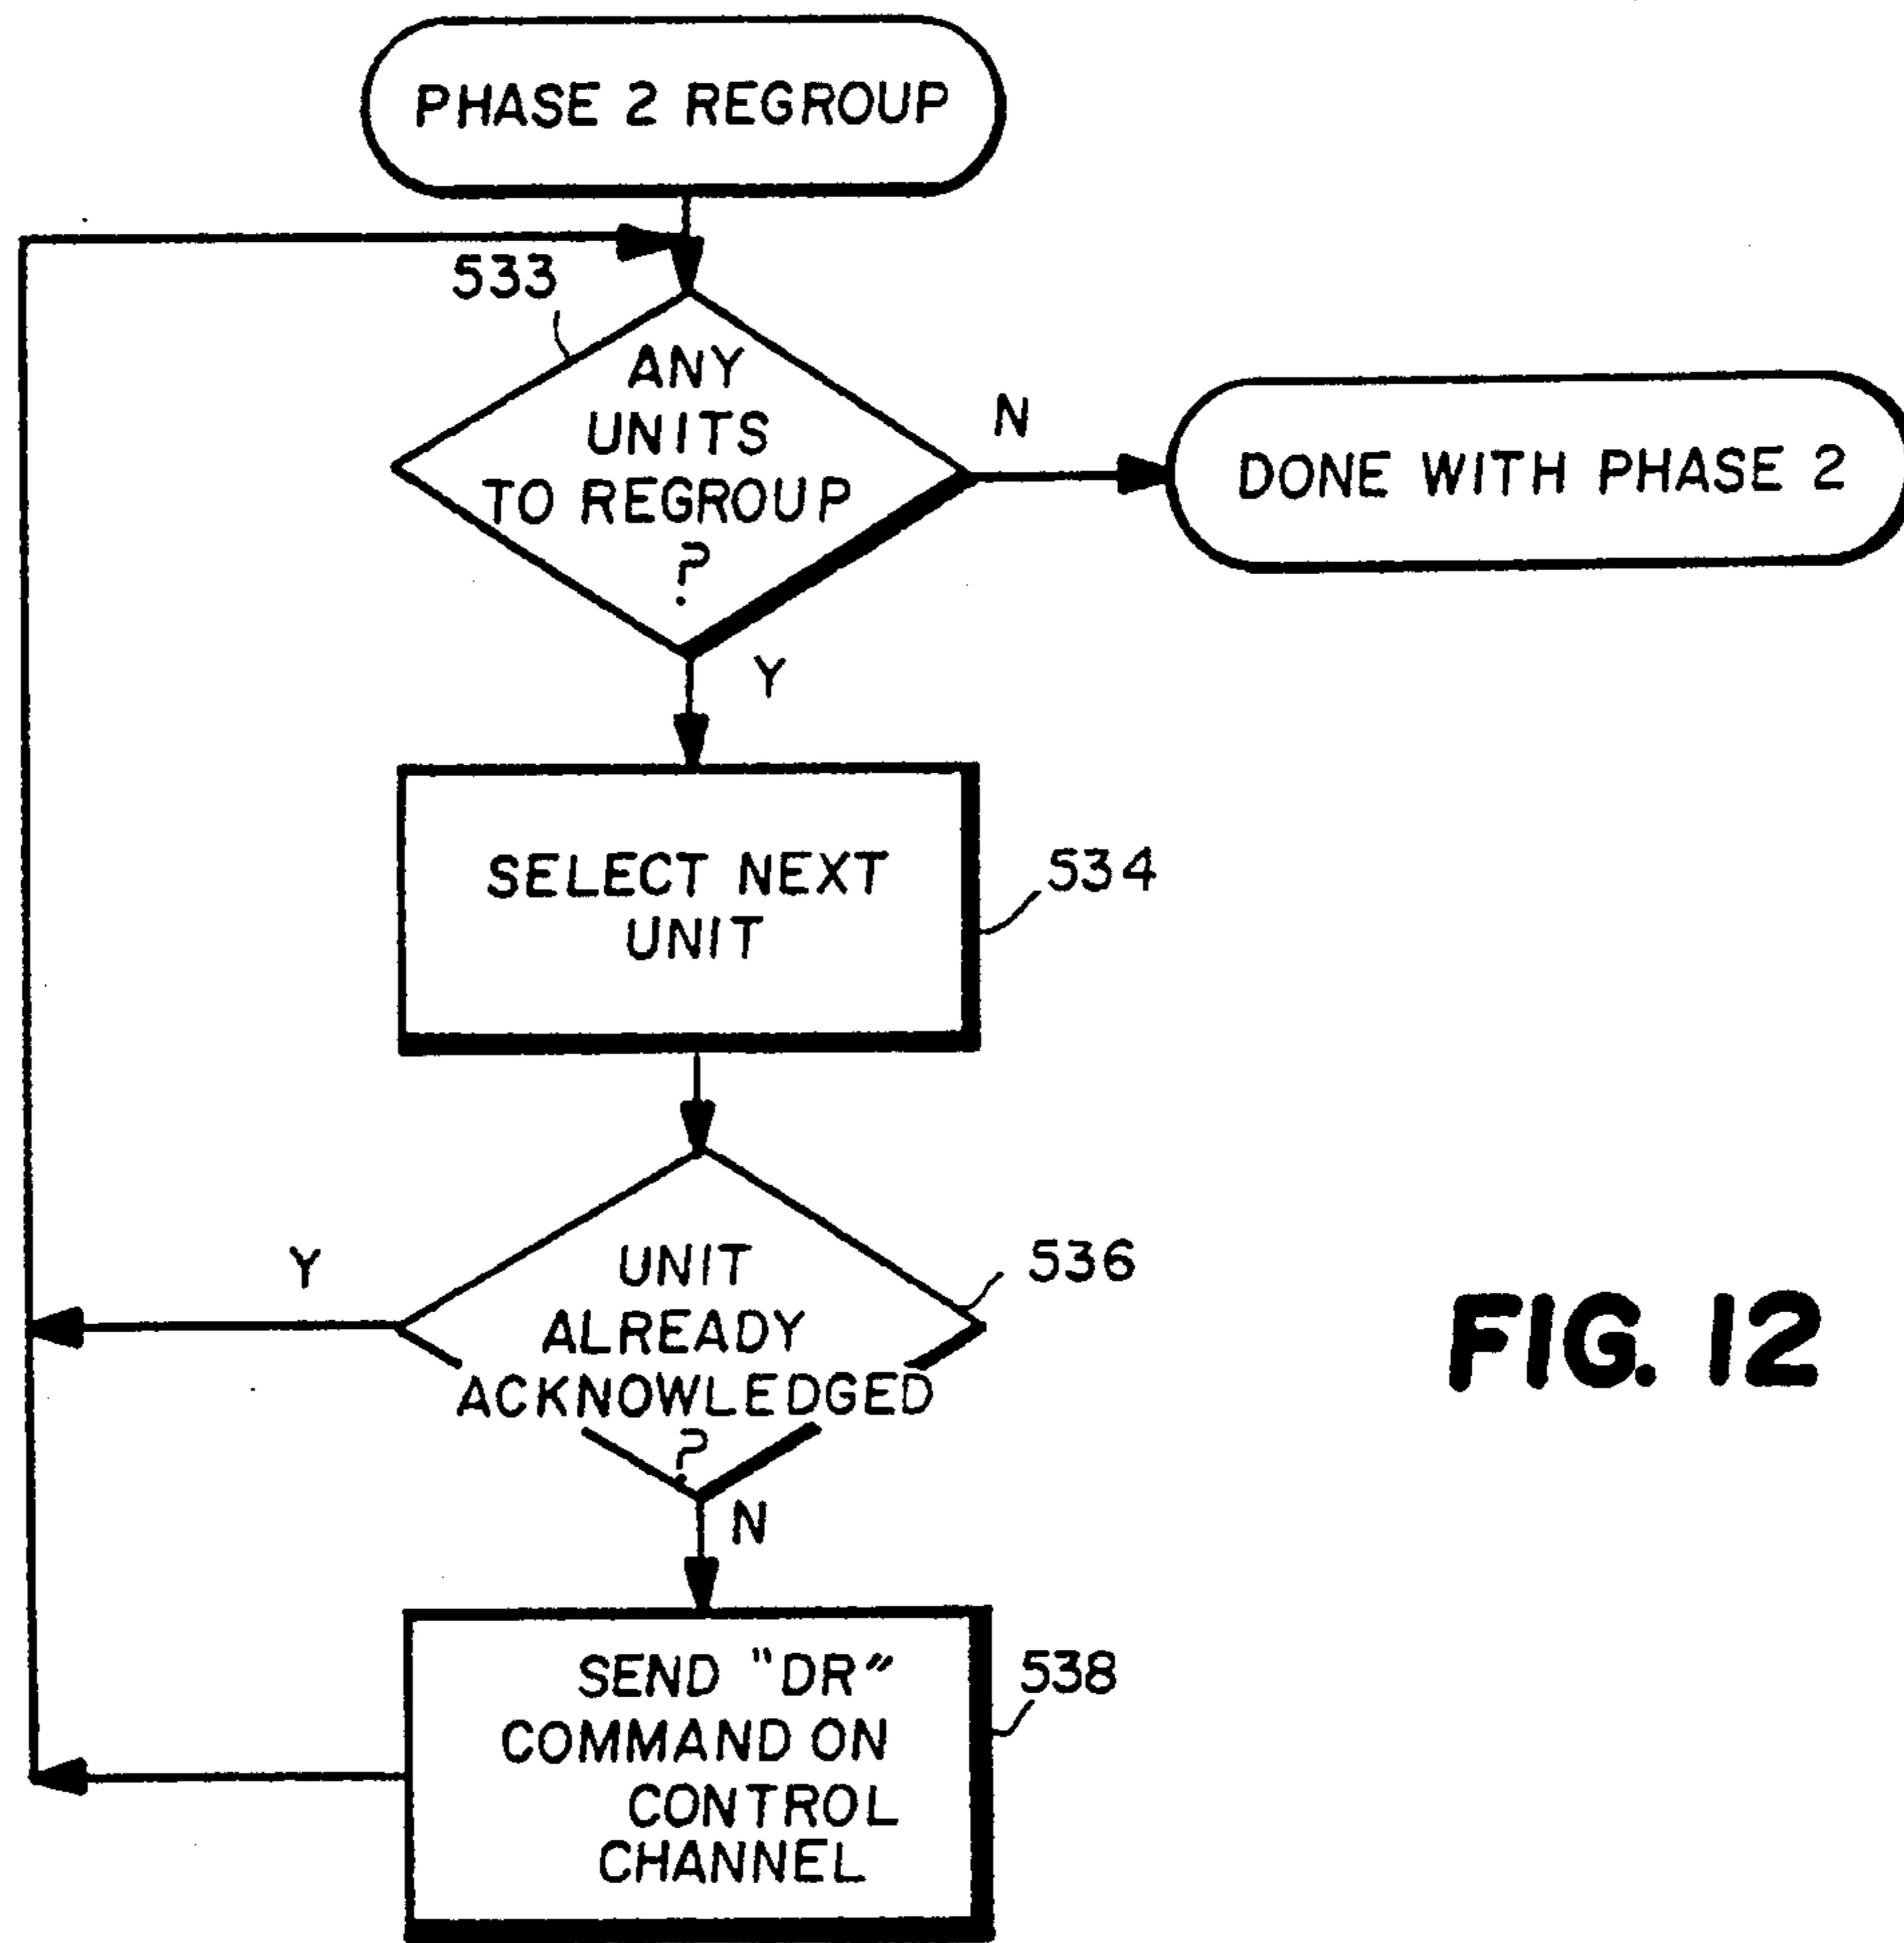 PHASE 2 REGROUP
533
ANY
UNITS
TO REGROUP
?
N
DONE WITH PHASE 2
Y
SELECT NEXT
UNIT
534
Y
UNIT
ALREADY
ACKNOWLEDGED
?
536
N
SEND "DR"
COMMAND ON
CONTROL
CHANNEL
538
FIG. 12